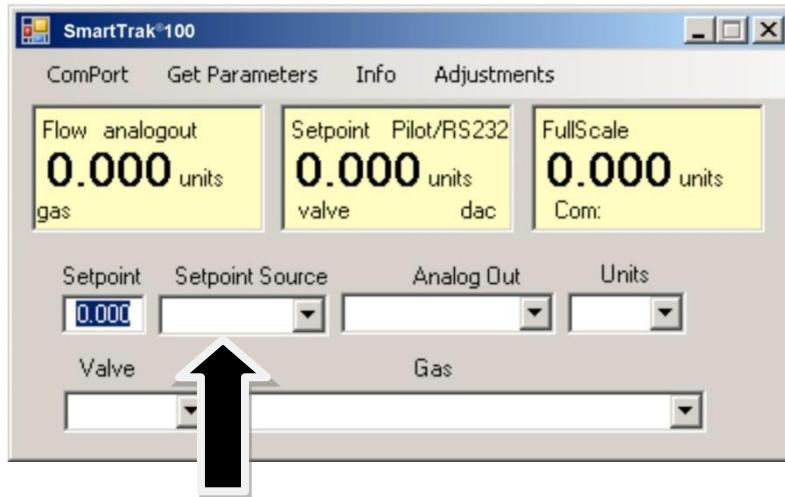 SmartTrak®100
ComPort Get Parameters Info Adjustments
Flow analogout
0.000 units
gas
Setpoint Pilot/RS232
0.000 units
valve dac
FullScale
0.000 units
Com:
Setpoint Setpoint Source Analog Out Units
0.000
Valve Gas